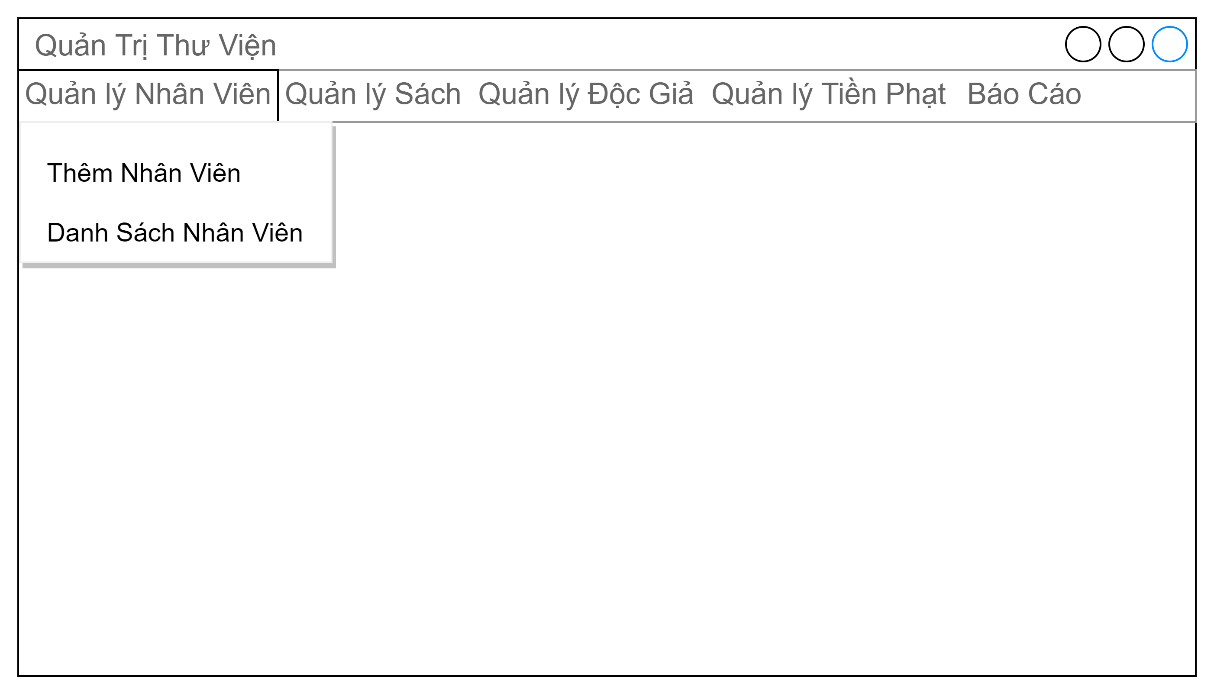 Quản Trị Thư Viện
Quản lý Nhân Viên Quản lý Sách Quản lý Độc Giả Quản lý Tiền Phạt Báo Cáo
Thêm Nhân Viên
Danh Sách Nhân Viên